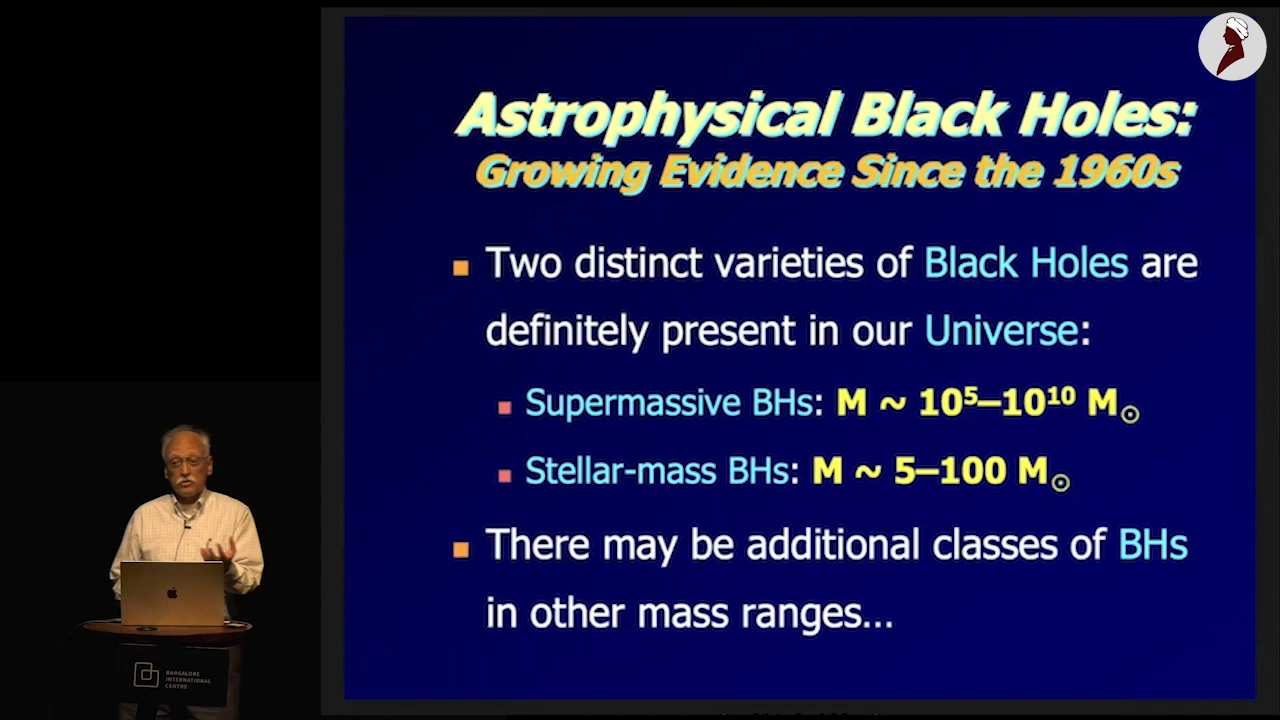 Astrophysical Black Holes:
Growing Evidence Since the 1960s
Two distinct varieties of Black Holes are
definitely present in our Universe:
Supermassive BHs: M ~ 10⁵–10¹⁰ M☉
Stellar-mass BHs: M ~ 5–100 M☉
There may be additional classes of BHs
in other mass ranges...
BANGALORE
INTERNATIONAL
CENTRE